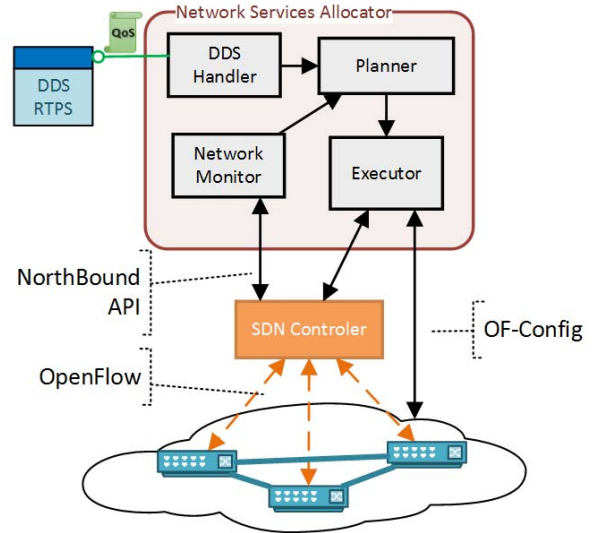 Network Services Allocator
QoS
DDS
RTPS
DDS
Handler
Planner
Network
Monitor
Executor
NorthBound
API
SDN Controler
OF-Config
OpenFlow